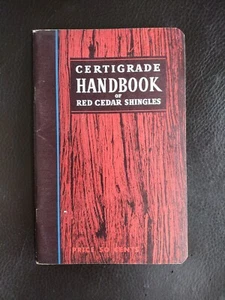 CERTIGRADE
HANDBOOK
OF
RED CEDAR SHINGLES
PRICE 50 CENTS